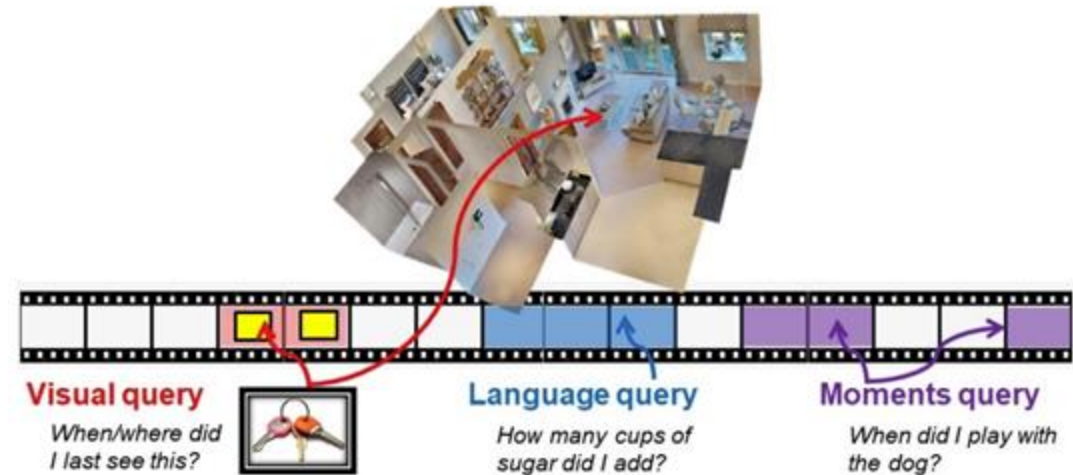 Visual query
When/where did
I last see this?
Language query
How many cups of
sugar did I add?
Moments query
When did I play with
the dog?